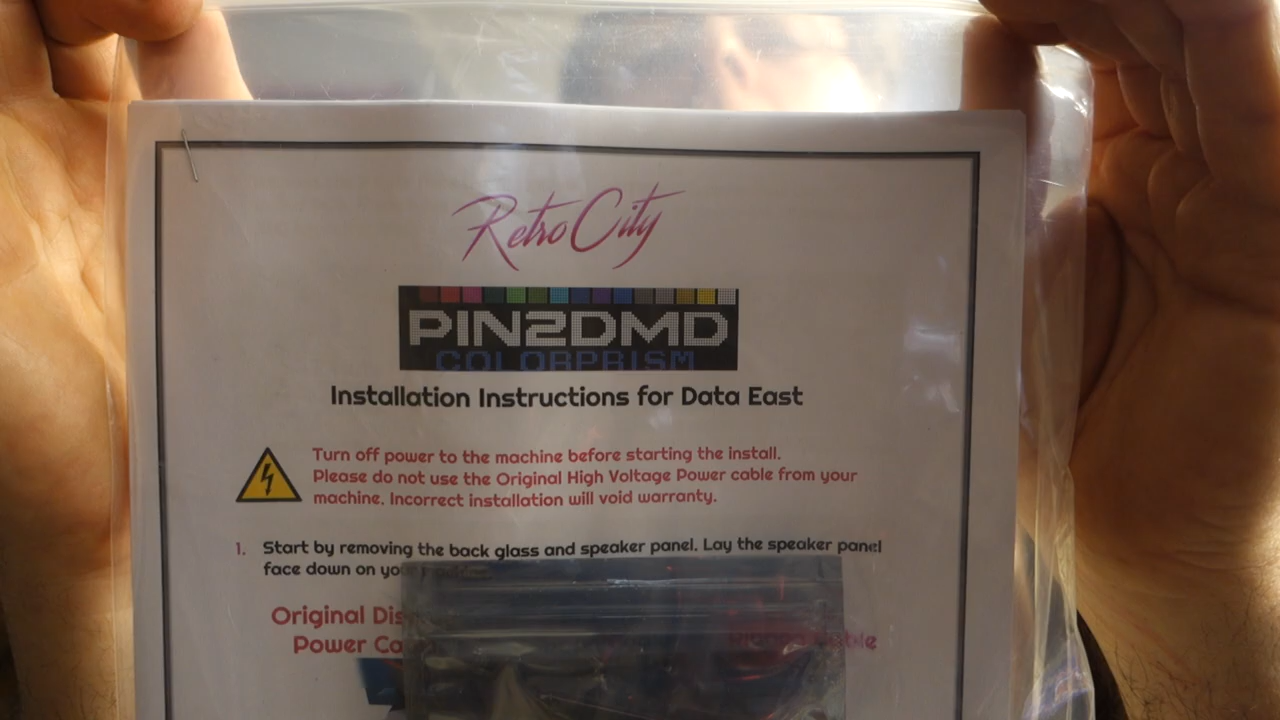 Retro City
PIN2DMD
COLORPRISM
Installation Instructions for Data East
Turn off power to the machine before starting the install.
Please do not use the Original High Voltage Power cable from your
machine. Incorrect installation will void warranty.
1. Start by removing the back glass and speaker panel. Lay the speaker panel
face down on
Original
Power